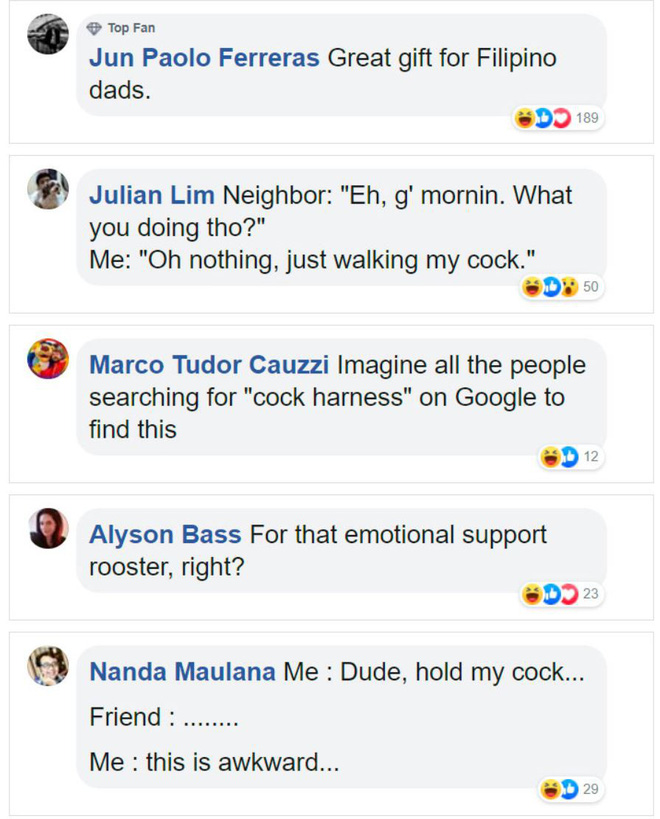 Top Fan
Jun Paolo Ferreras Great gift for Filipino
dads.
189
Julian Lim Neighbor: "Eh, g' mornin. What
you doing tho?"
Me: "Oh nothing, just walking my cock."
50
Marco Tudor Cauzzi Imagine all the people
searching for "cock harness" on Google to
find this
12
Alyson Bass For that emotional support
rooster, right?
23
Nanda Maulana Me : Dude, hold my cock...
Friend : ........
Me : this is awkward...
29